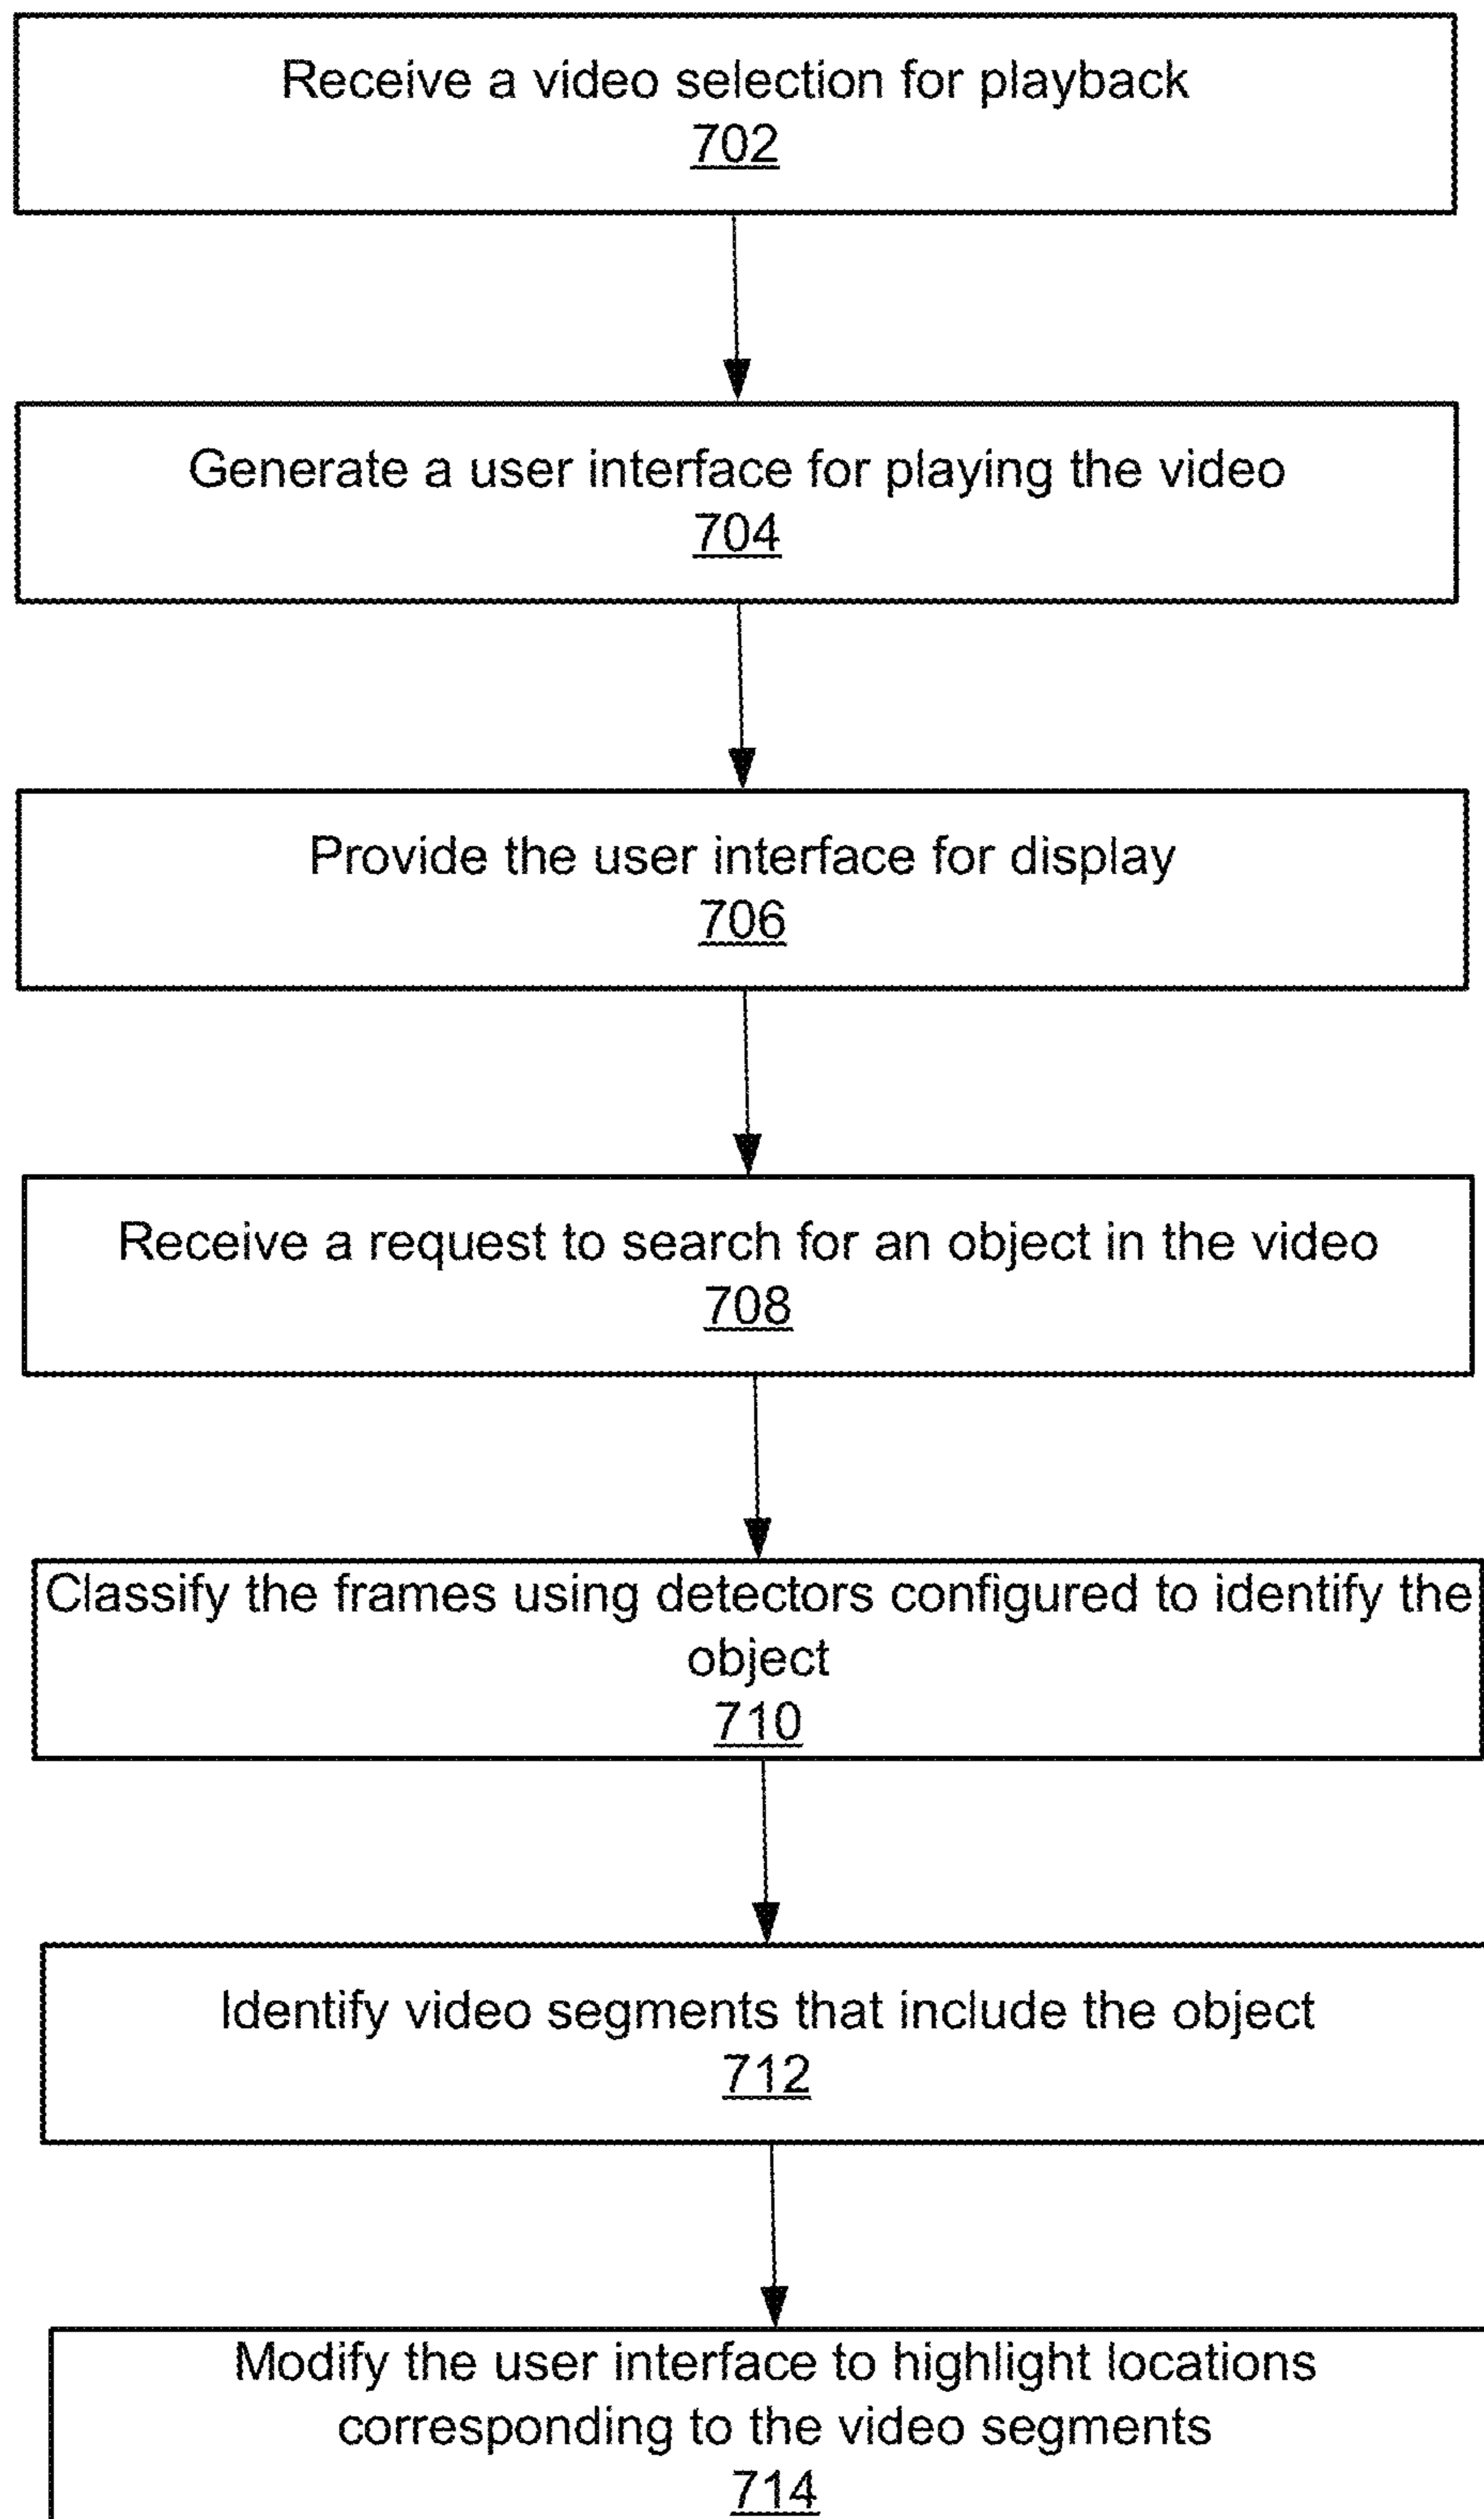 Receive a video selection for playback
702
Generate a user interface for playing the video
704
Provide the user interface for display
706
Receive a request to search for an object in the video
708
Classify the frames using detectors configured to identify the
object
710
Identify video segments that include the object
712
Modify the user interface to highlight locations
corresponding to the video segments
714